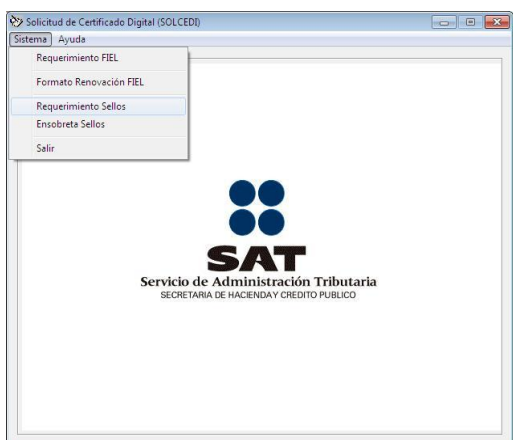 Solicitud de Certificado Digital (SOLCEDI)
Sistema Ayuda
Requerimiento FIEL
Formato Renovación FIEL
Requerimiento Sellos
Ensobreta Sellos
Salir
SAT
Servicio de Administración Tributaria
SECRETARIA DE HACIENDA Y CREDITO PUBLICO